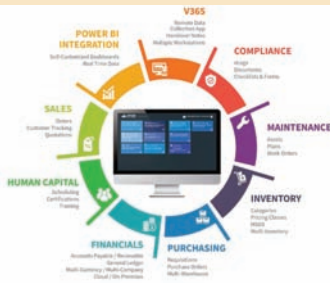 V365
Remote Data
Collection App
Handheld Tablet
Multiple Workstations
POWER BI
INTEGRATION
Self-Customized Dashboards
Real Time Data
COMPLIANCE
Documents
Checklists & Forms
SALES
Orders
Customer Tracking
Quotations
MAINTENANCE
Assets
Plans
Work Orders
HUMAN CAPITAL
Scheduling
Certifications
Training
INVENTORY
Categories
Pricing Classes
MSDS
Multi-Inventory
FINANCIALS
Accounts Payable / Receivable
General Ledger
Multi-Currency / Multi-Company
Cloud / On-Premises
PURCHASING
Requisitions
Purchase Orders
Multi-Warehouse